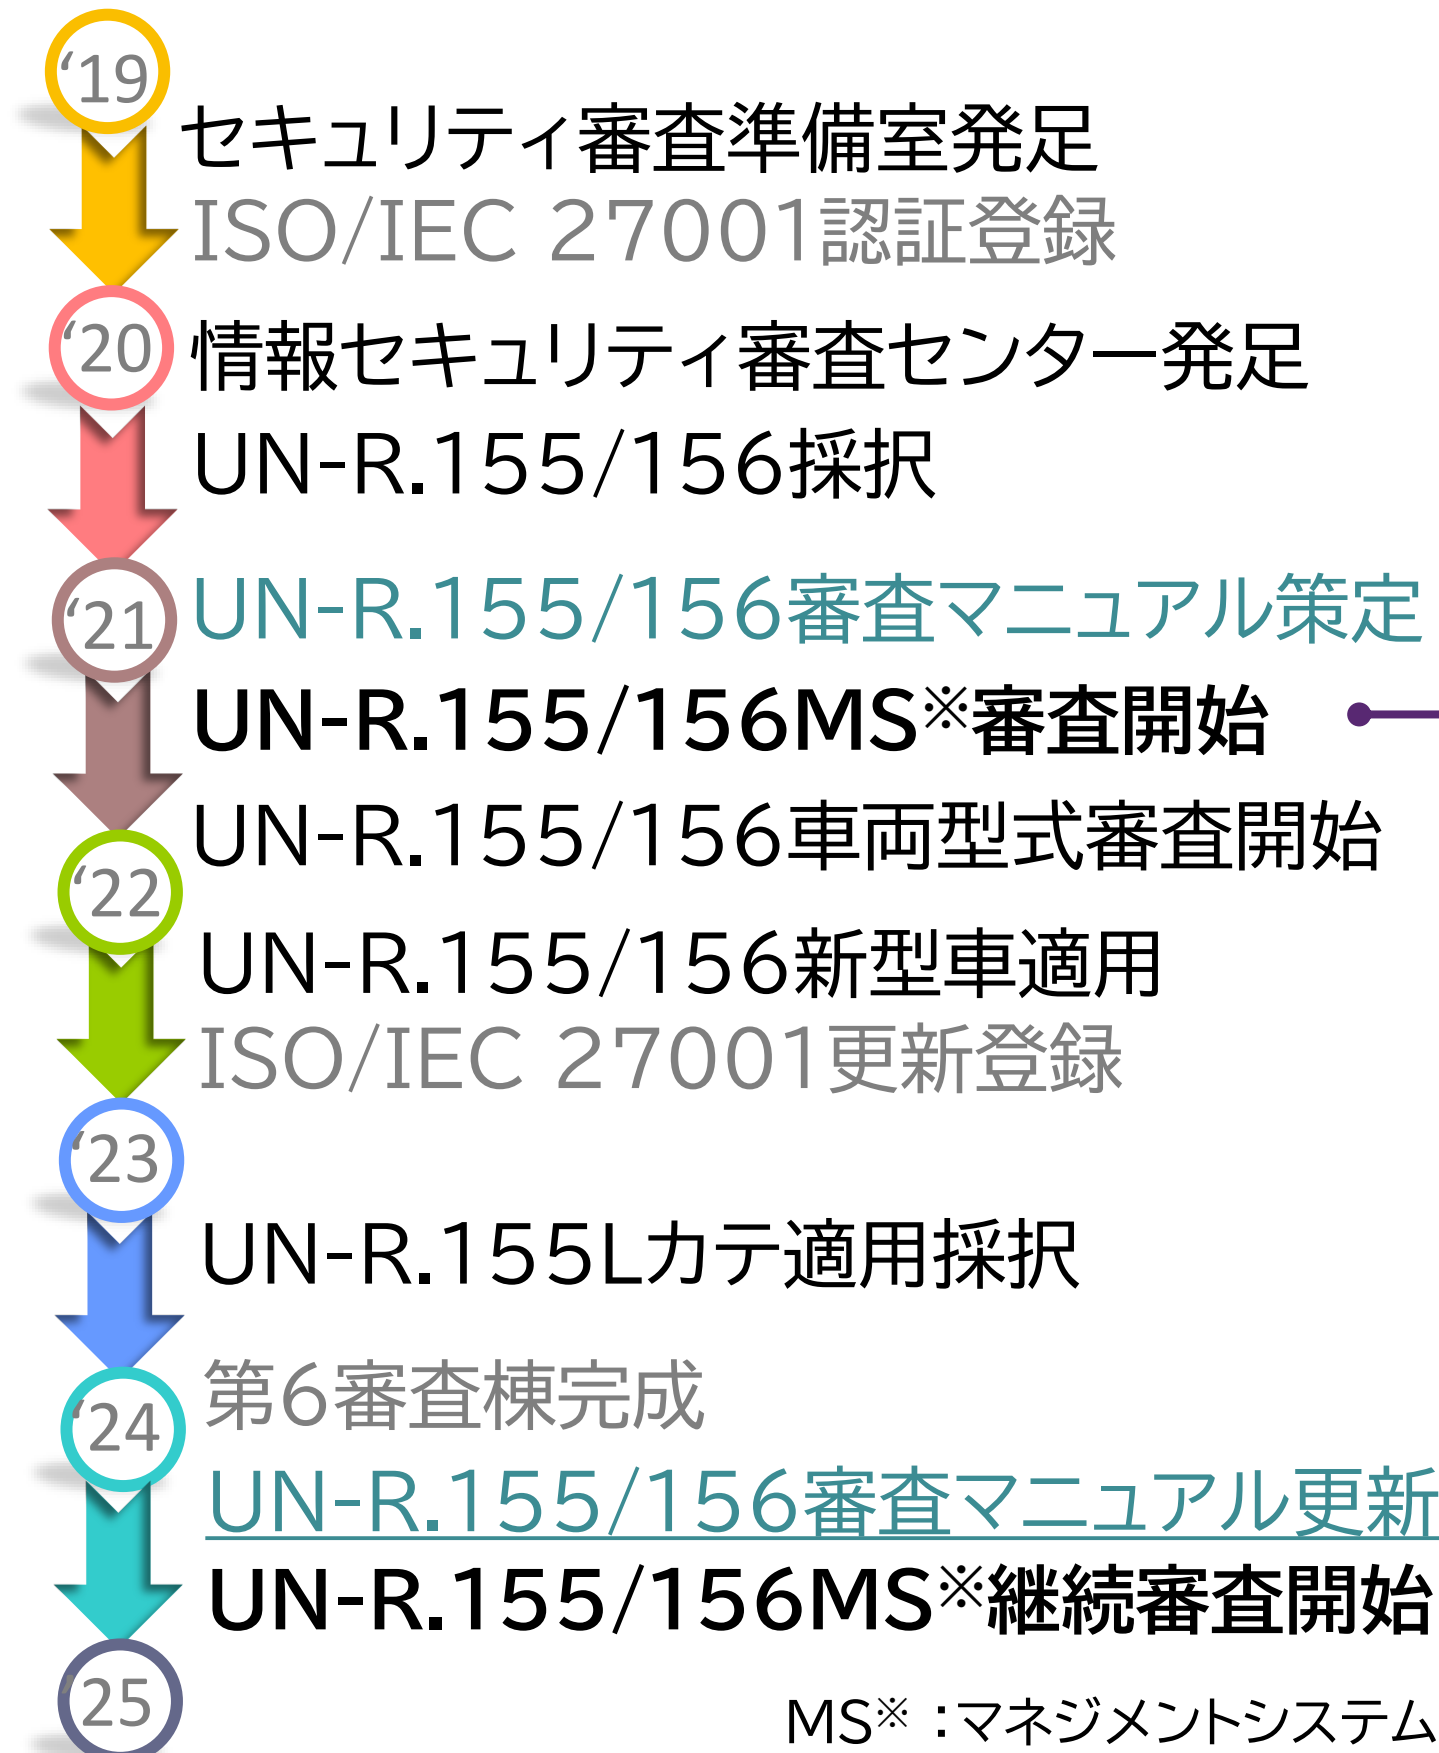 ‘19
セキュリティ審査準備室発足
ISO/IEC 27001認証登録
‘20
情報セキュリティ審査センター発足
UN-R.155/156採択
‘21
UN-R.155/156審査マニュアル策定
UN-R.155/156MS※審査開始
UN-R.155/156車両型式審査開始
‘22
UN-R.155/156新型車適用
ISO/IEC 27001更新登録
‘23
UN-R.155Lカテ適用採択
第6審査棟完成
‘24
UN-R.155/156審査マニュアル更新
UN-R.155/156MS※継続審査開始
‘25
MS※：マネジメントシステム